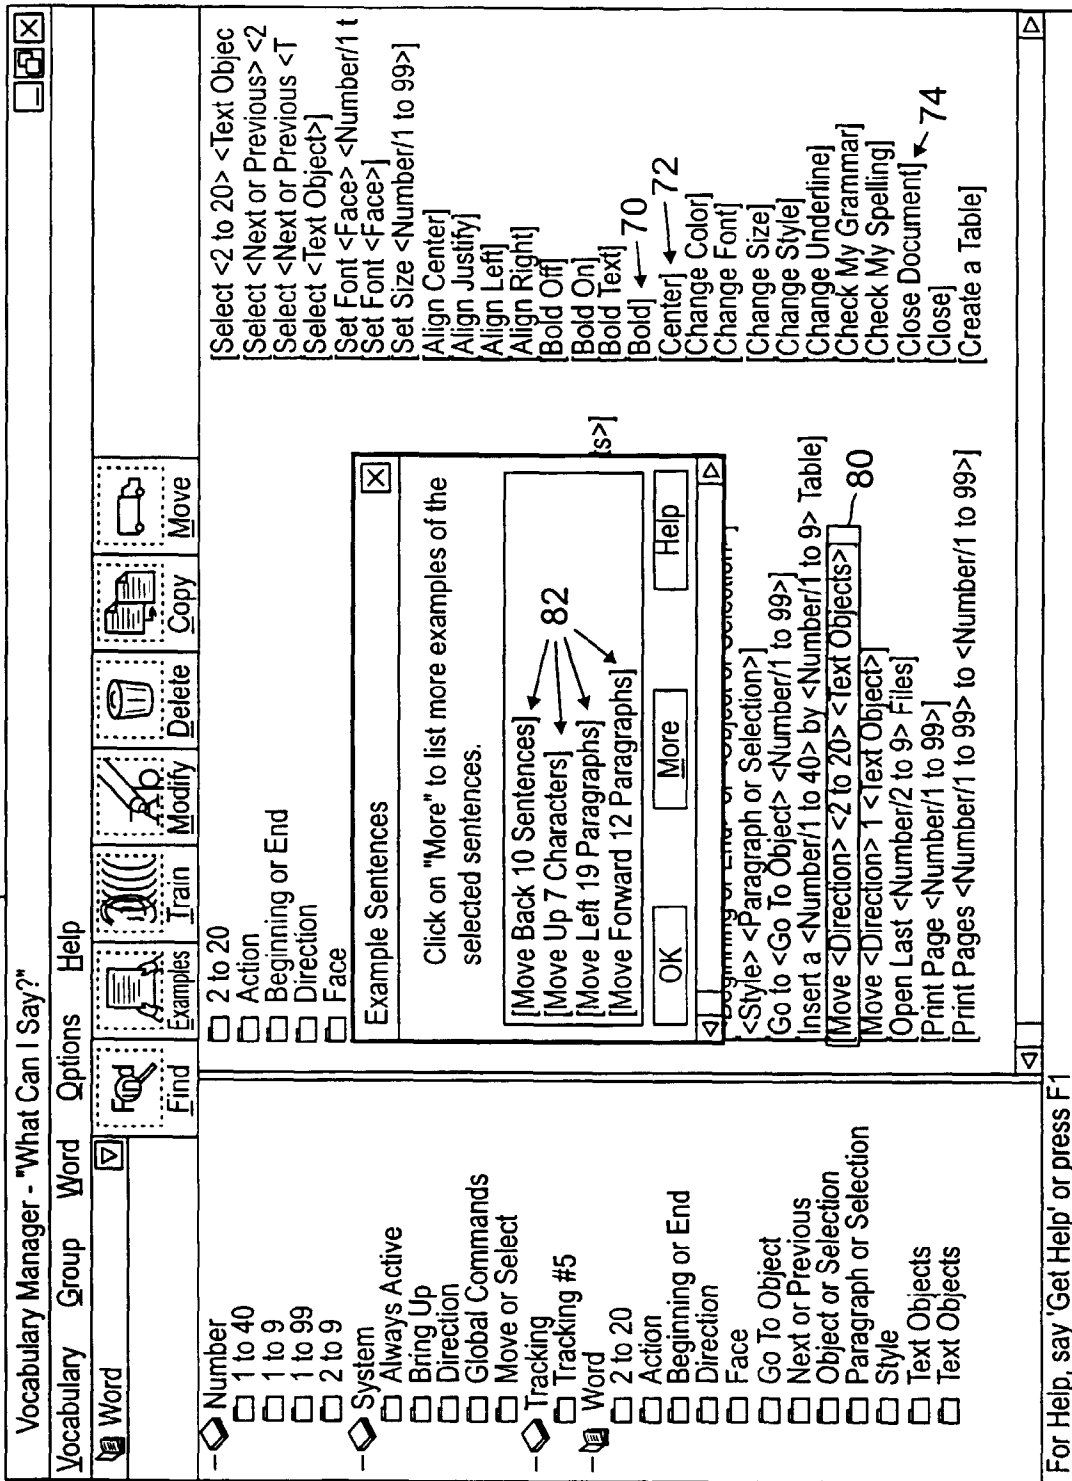 Vocabulary Manager - "What Can I Say?"
Vocabulary Group Word Options Help
Word
Find
Find
Examples
Train
Modify
Delete
Copy
Move
Number
1 to 40
1 to 9
1 to 99
2 to 9
System
Always Active
Bring Up
Direction
Global Commands
Move or Select
Tracking
Tracking #5
Word
2 to 20
Action
Beginning or End
Direction
Face
Go To Object
Next or Previous
Object or Selection
Paragraph or Selection
Style
Text Objects
Text Objects
2 to 20
Action
Beginning or End
Direction
Face
Example Sentences
Click on "More" to list more examples of the
selected sentences.
[Move Back 10 Sentences]
[Move Up 7 Characters]
[Move Left 19 Paragraphs]
[Move Forward 12 Paragraphs]
82
OK
More
Help
ts>]
<Style> <Paragraph or Selection>]
[Go to <Go To Object> <Number/1 to 99>]
[Insert a <Number/1 to 40> by <Number/1 to 9> Table]
[Move <Direction> <2 to 20> <Text Objects>]
80
[Move <Direction> 1 <Text Object>]
[Open Last <Number/2 to 9> Files]
[Print Page <Number/1 to 99>]
[Print Pages <Number/1 to 99> to <Number/1 to 99>]
[Select <2 to 20> <Text Objec
[Select <Next or Previous> <2
[Select <Next or Previous <T
[Select <Text Object>]
[Set Font <Face> <Number/1 t
[Set Font <Face>]
[Set Size <Number/1 to 99>]
[Align Center]
[Align Justify]
[Align Left]
[Align Right]
[Bold Off]
[Bold On]
[Bold Text]
[Bold] 70
[Center] 72
[Change Color]
[Change Font]
[Change Size]
[Change Style]
[Change Underline]
[Check My Grammar]
[Check My Spelling]
[Close Document] 74
[Close]
[Create a Table]
For Help, say 'Get Help' or press F1